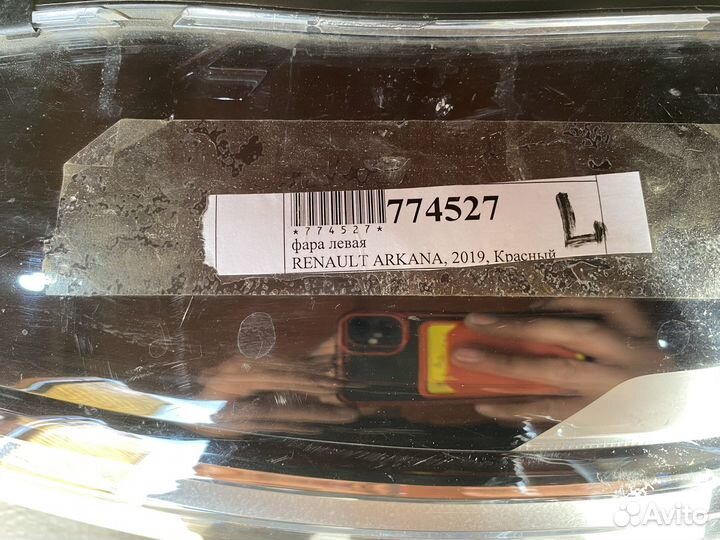 774527
*774527*
L
фара левая
RENAULT ARKANA, 2019, Красный
Avito